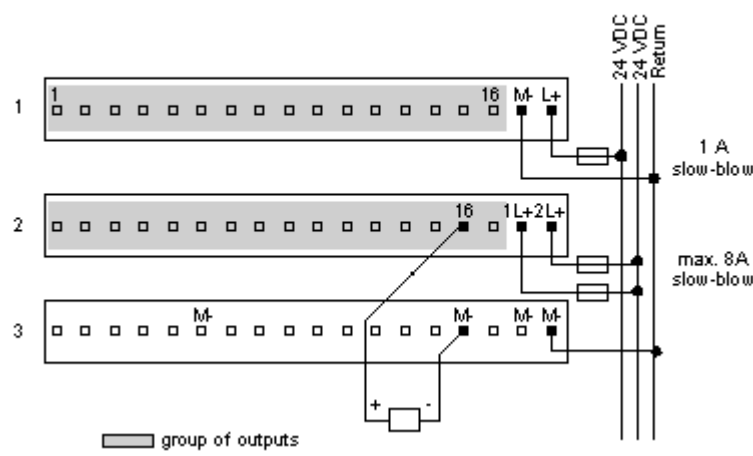 24 VDC
24 VDC
Return
1
1 16 M- L+
1 A
slow-blow
2
16 1L+ 2L+
max. 8A
slow-blow
3
M- M- M- M-
+ -
group of outputs